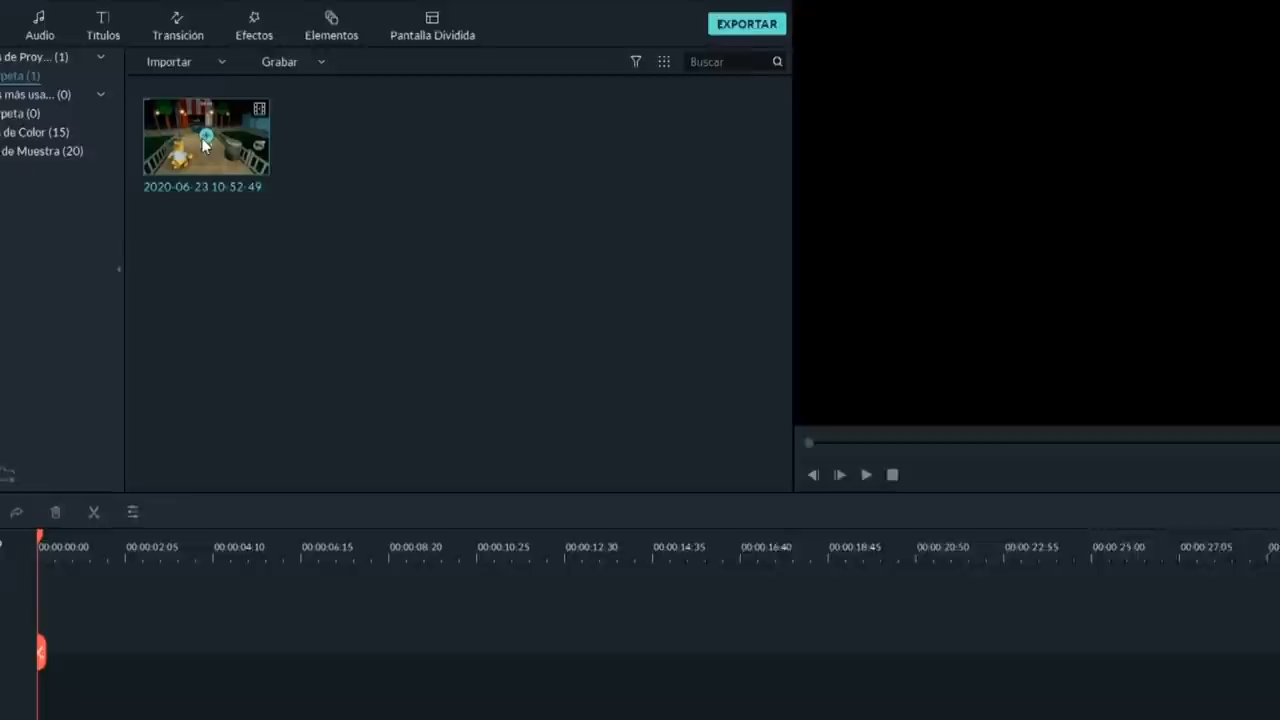 Audio
Títulos
Transición
Efectos
Elementos
Pantalla Dividida
EXPORTAR
s de Proy... (1)
Importar
Grabar
Buscar
peta (1)
s más usa... (0)
peta (0)
s de Color (15)
de Muestra (20)
2020-06-23 10-52-49
00:00:00:00
00:00:02:05
00:00:04:10
00:00:06:15
00:00:08:20
00:00:10:25
00:00:12:30
00:00:14:35
00:00:16:40
00:00:18:45
00:00:20:50
00:00:22:55
00:00:25:00
00:00:27:05
00